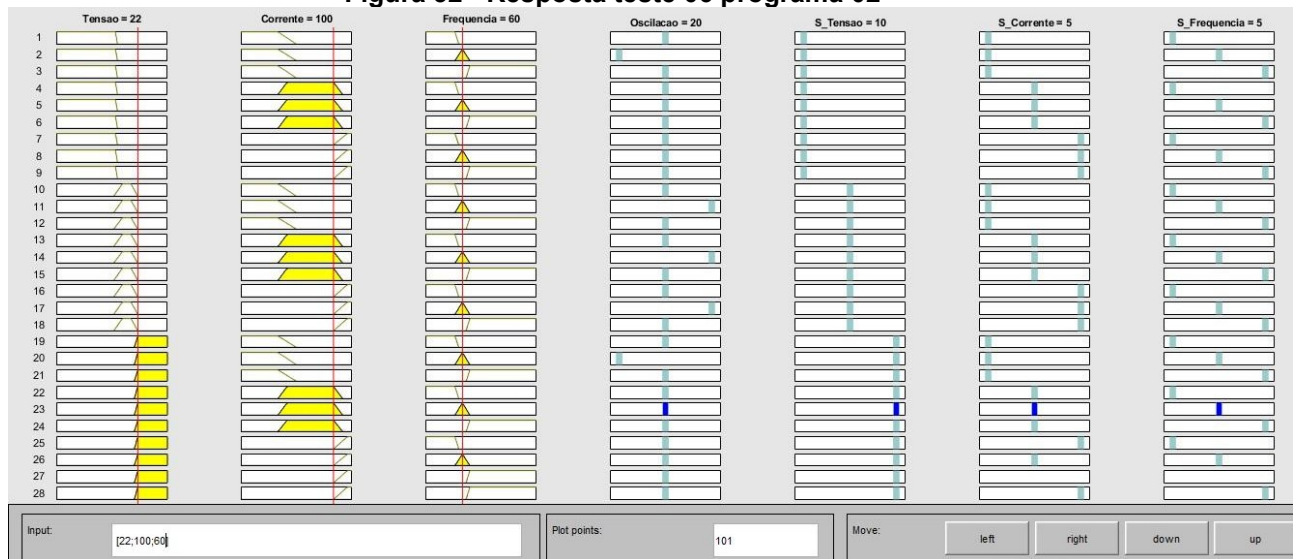 Figura 62 - Resposta teste 06 programa 02
Tensao = 22
Corrente = 100
Frequencia = 60
Oscilacao = 20
S_Tensao = 10
S_Corrente = 5
S_Frequencia = 5
1
2
3
4
5
6
7
8
9
10
11
12
13
14
15
16
17
18
19
20
21
22
23
24
25
26
27
28
Input:
[22;100;60]
Plot points:
101
Move:
left
right
down
up